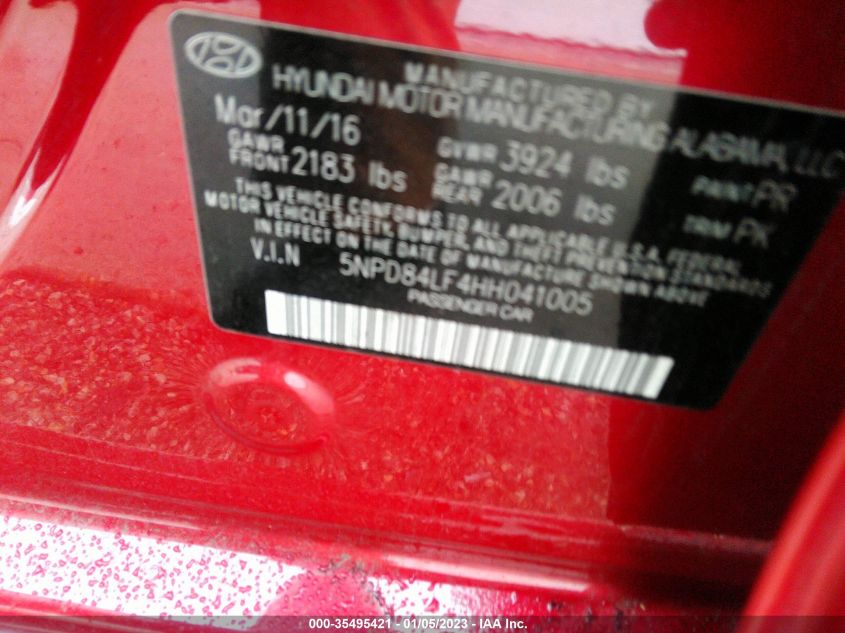 MANUFACTURED BY
HYUNDAI MOTOR MANUFACTURING ALABAMA, LLC
Mar/11/16 GVWR 3924 lbs PAINT PR
GAWR FRONT 2183 lbs GAWR REAR 2006 lbs TRIM PK
THIS VEHICLE CONFORMS TO ALL APPLICABLE U.S.A. FEDERAL
MOTOR VEHICLE SAFETY, BUMPER, AND THEFT PREVENTION STANDARDS
IN EFFECT ON THE DATE OF MANUFACTURE SHOWN ABOVE
V.I.N 5NPD84LF4HH041005
PASSENGER CAR
000-35495421 - 01/05/2023 - IAA Inc.